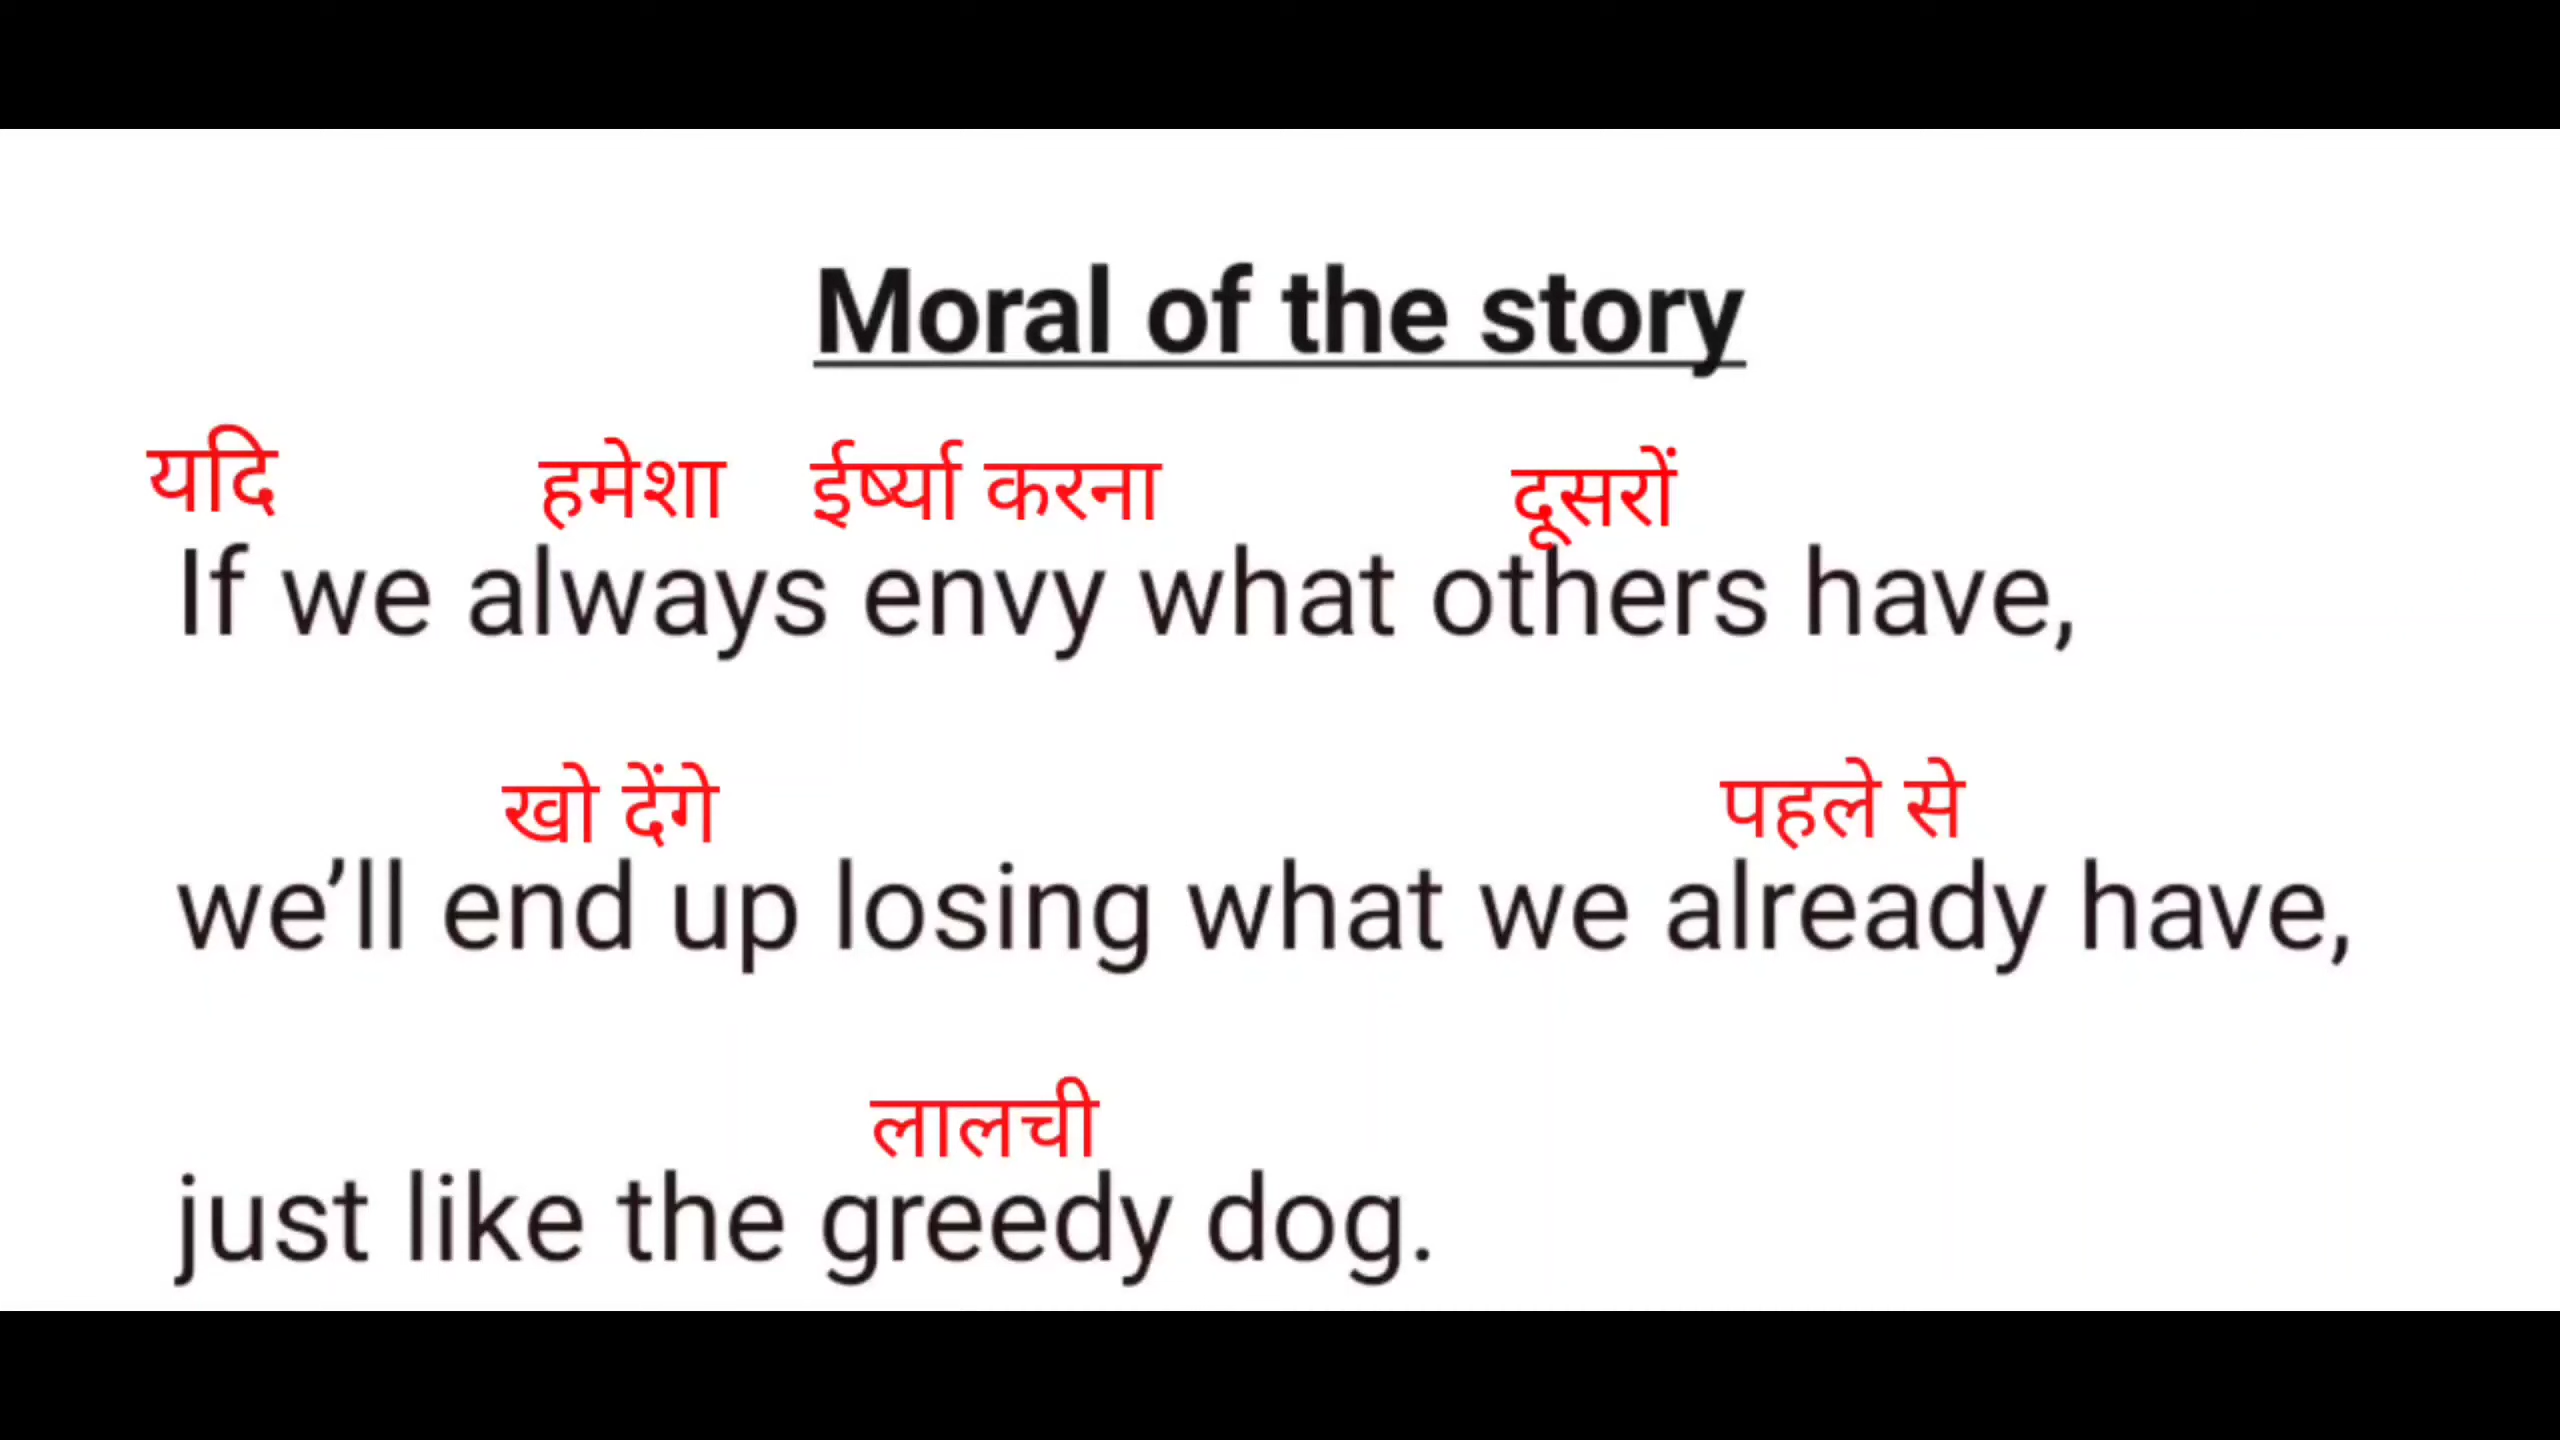 Moral of the story
यदि हमेशा ईर्ष्या करना दूसरों
If we always envy what others have,
खो देंगे पहले से
we’ll end up losing what we already have,
लालची
just like the greedy dog.